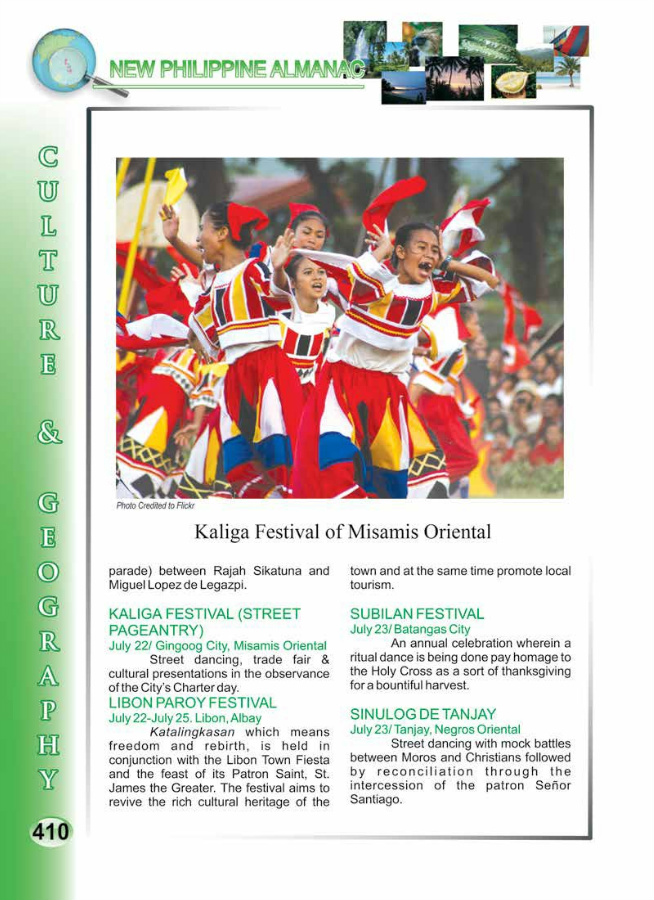 NEW PHILIPPINE ALMANAC
CULTURE & GEOGRAPHY
Photo Credited to Flickr
Kaliga Festival of Misamis Oriental
parade) between Rajah Sikatuna and
Miguel Lopez de Legazpi.
KALIGA FESTIVAL (STREET
PAGEANTRY)
July 22/ Gingoog City, Misamis Oriental
Street dancing, trade fair &
cultural presentations in the observance
of the City's Charter day.
LIBON PAROY FESTIVAL
July 22-July 25. Libon, Albay
Katalingkasan which means
freedom and rebirth, is held in
conjunction with the Libon Town Fiesta
and the feast of its Patron Saint, St.
James the Greater. The festival aims to
revive the rich cultural heritage of the
town and at the same time promote local
tourism.
SUBILAN FESTIVAL
July 23/ Batangas City
An annual celebration wherein a
ritual dance is being done pay homage to
the Holy Cross as a sort of thanksgiving
for a bountiful harvest.
SINULOG DE TANJAY
July 23/ Tanjay, Negros Oriental
Street dancing with mock battles
between Moros and Christians followed
by reconciliation through the
intercession of the patron Señor
Santiago.
410